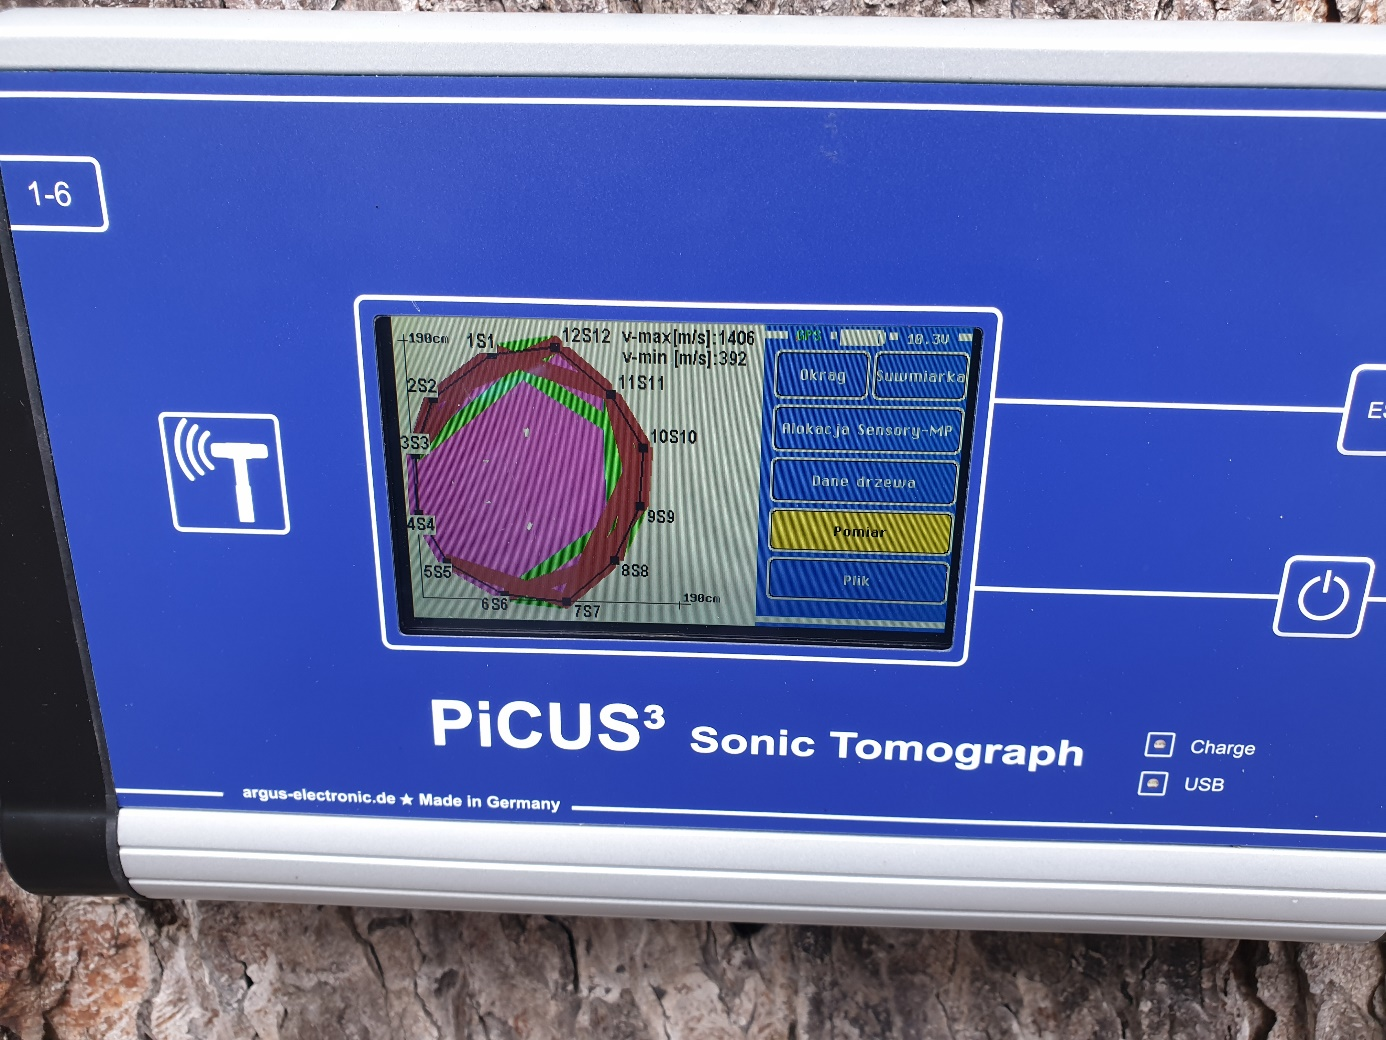 1-6
190cm
1S1
12S12
v-max[m/s]:1406
v-min [m/s]:392
2S2
11S11
3S3
10S10
4S4
9S9
5S5
8S8
6S6
7S7
190cm
GPS
10.3V
Okrag
Suwmiarka
Alokacja Sensory-MP
Dane drzewa
Pomiar
Plik
PiCUS³ Sonic Tomograph
Charge
USB
argus-electronic.de ★ Made in Germany